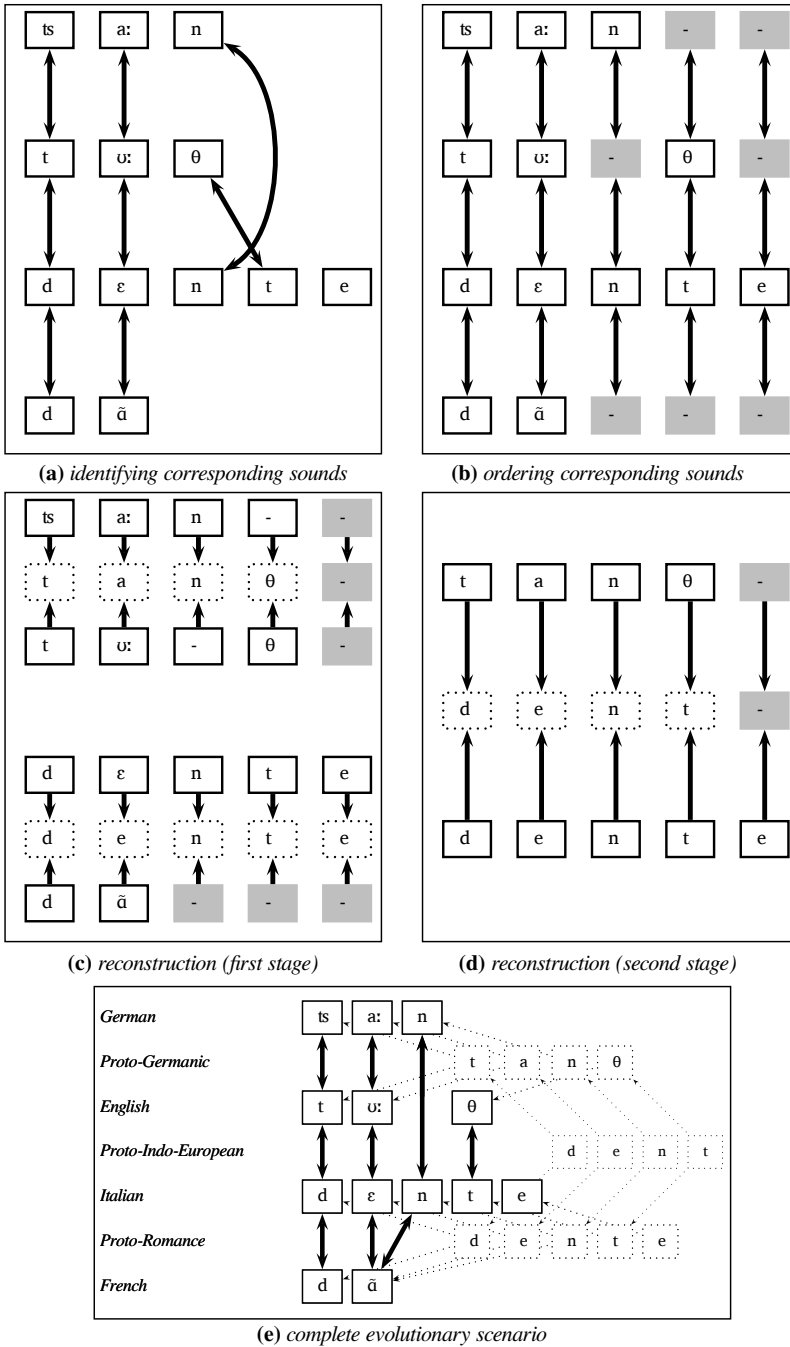 ts aː n
t ʊː θ
d ɛ n t e
d ɑ̃
(a) identifying corresponding sounds
ts aː n - -
t ʊː - θ -
d ɛ n t e
d ɑ̃ - - -
(b) ordering corresponding sounds
ts aː n - -
t a n θ -
t ʊː - θ -
d ɛ n t e
d e n t e
d ɑ̃ - - -
(c) reconstruction (first stage)
t a n θ -
d e n t -
d e n t e
(d) reconstruction (second stage)
German ts aː n
Proto-Germanic t a n θ
English t ʊː θ
Proto-Indo-European d e n t
Italian d ɛ n t e
Proto-Romance d e n t e
French d ɑ̃
(e) complete evolutionary scenario